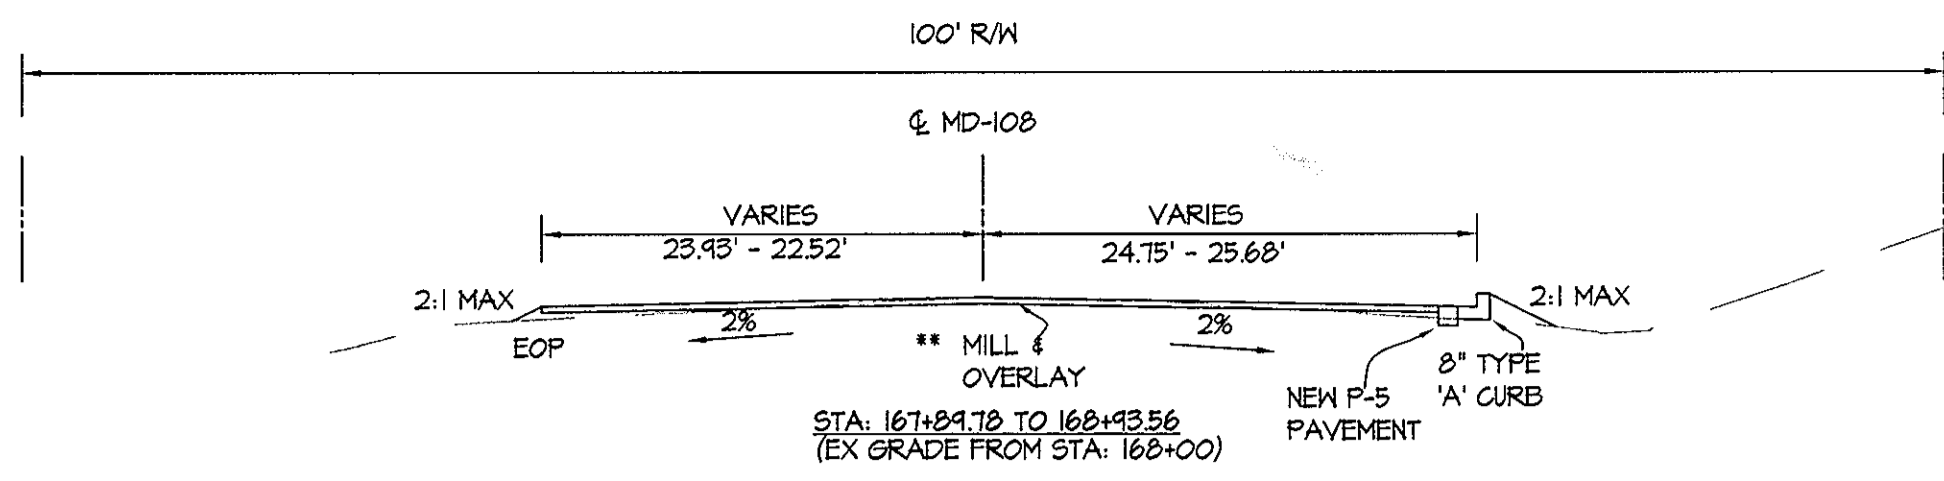 100' R/W
℄ MD-108
VARIES
23.93' - 22.52'
VARIES
24.75' - 25.68'
2:1 MAX
2:1 MAX
2%
2%
EOP
** MILL &
OVERLAY
8" TYPE
'A' CURB
NEW P-5
PAVEMENT
STA: 167+89.78 TO 168+93.56
(EX GRADE FROM STA: 168+00)